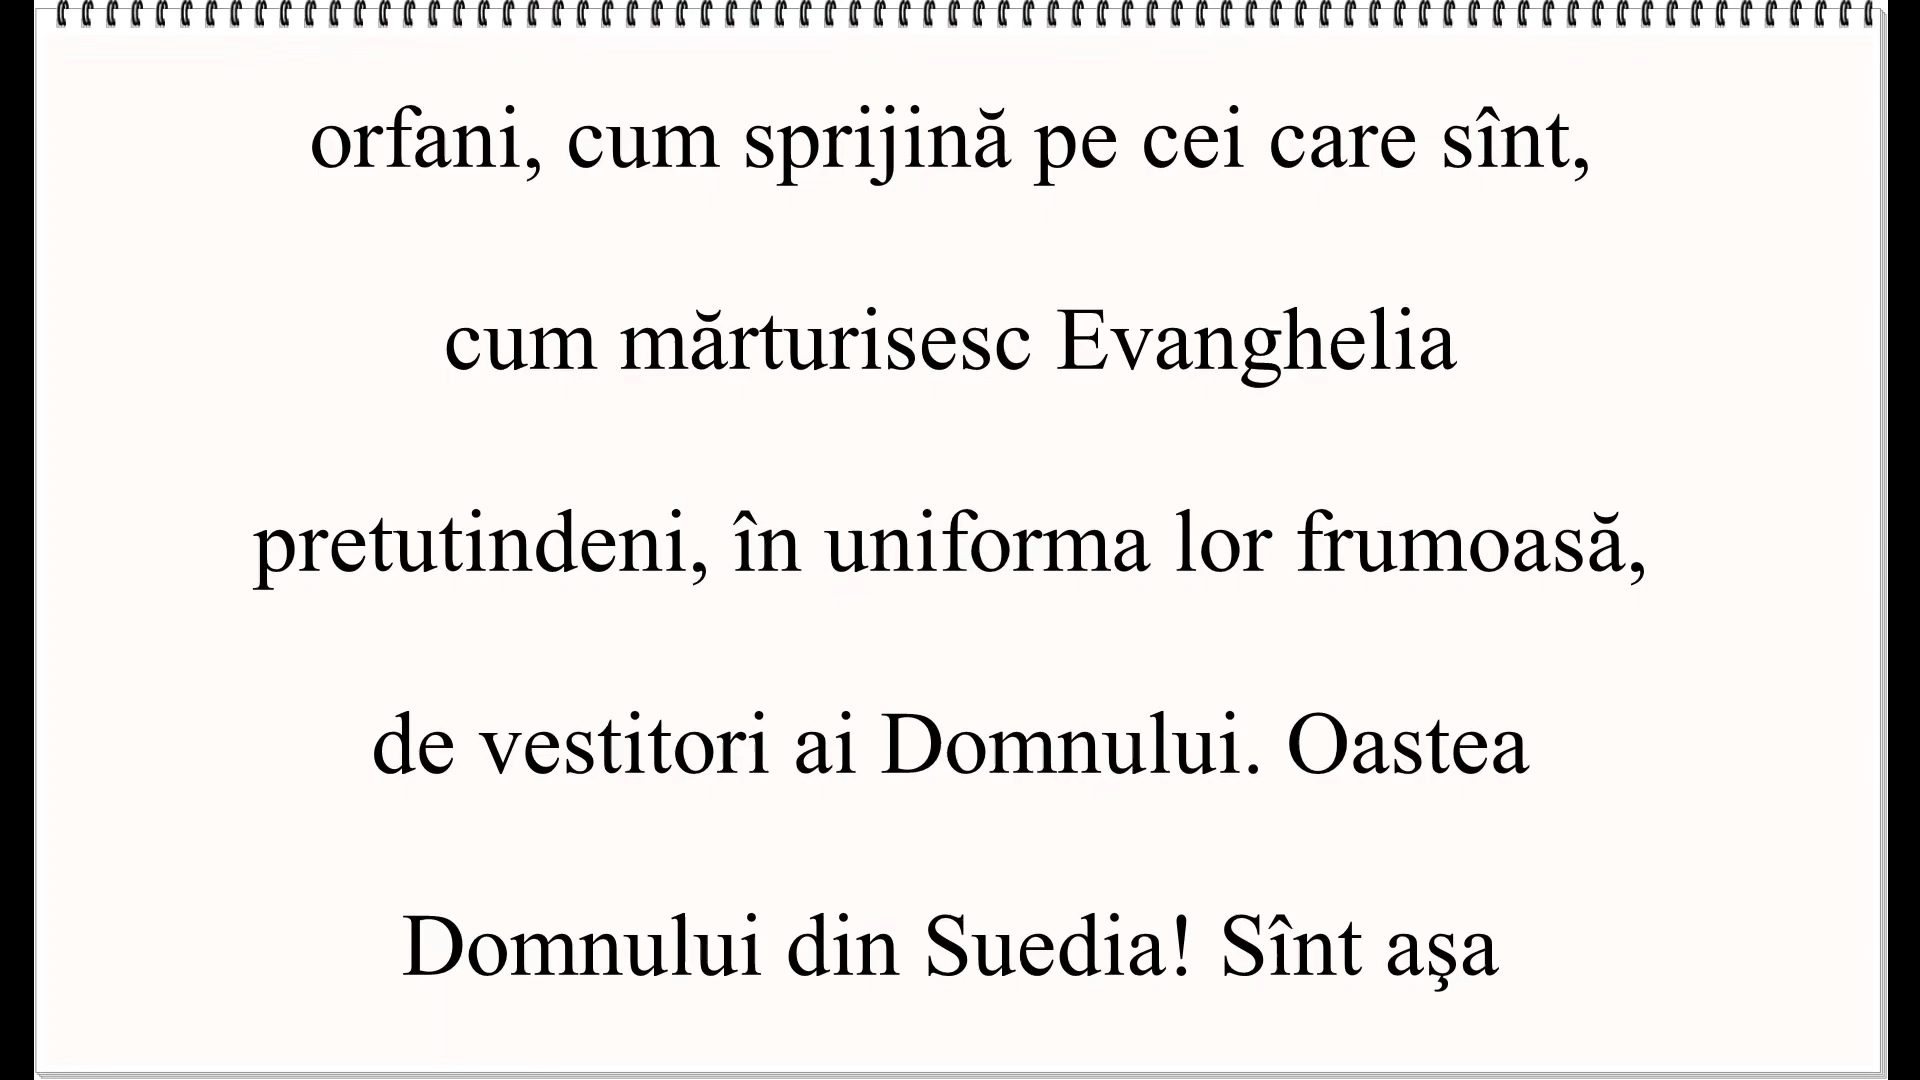 orfani, cum sprijină pe cei care sînt,
cum mărturisesc Evanghelia
pretutindeni, în uniforma lor frumoasă,
de vestitori ai Domnului. Oastea
Domnului din Suedia! Sînt aşa